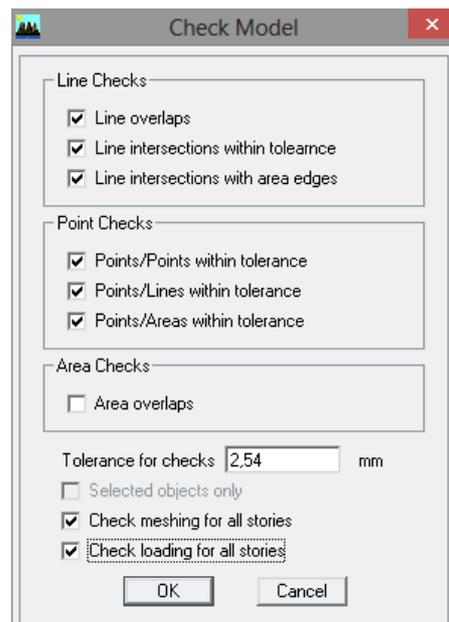 Check Model
Line Checks
Line overlaps
Line intersections within tolearnce
Line intersections with area edges
Point Checks
Points/Points within tolerance
Points/Lines within tolerance
Points/Areas within tolerance
Area Checks
Area overlaps
Tolerance for checks 2,54 mm
Selected objects only
Check meshing for all stories
Check loading for all stories
OK Cancel